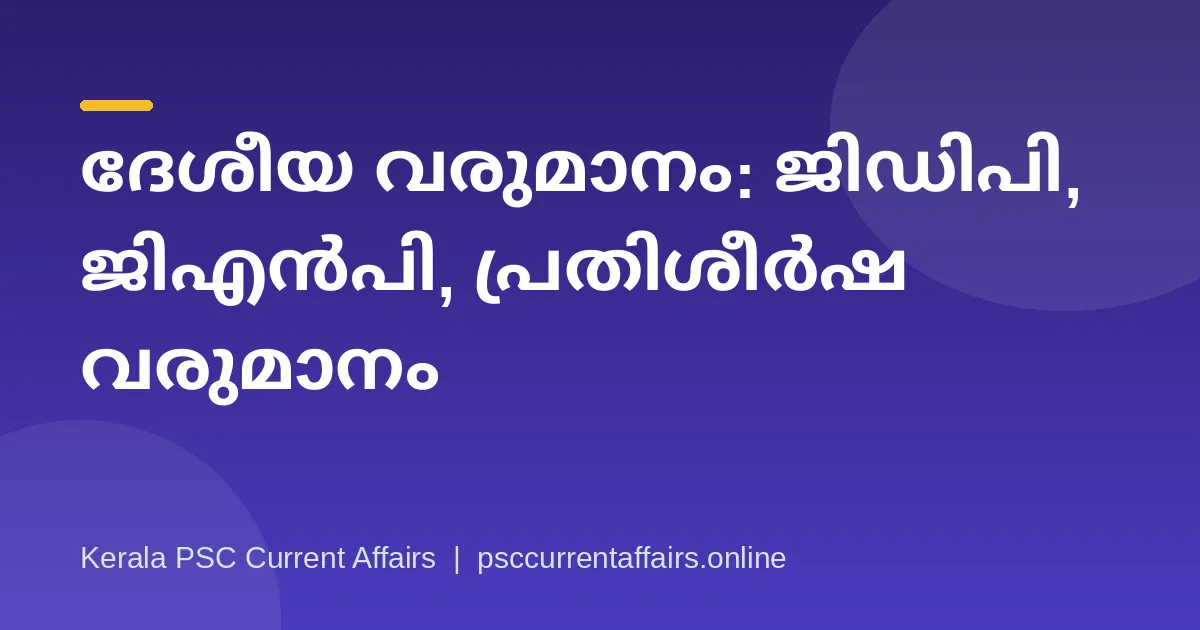 ദേശീയ വരുമാനം: ജിഡിപി,
ജിഎൻപി, പ്രതിശീർഷ
വരുമാനം
Kerala PSC Current Affairs | psccurrentaffairs.online